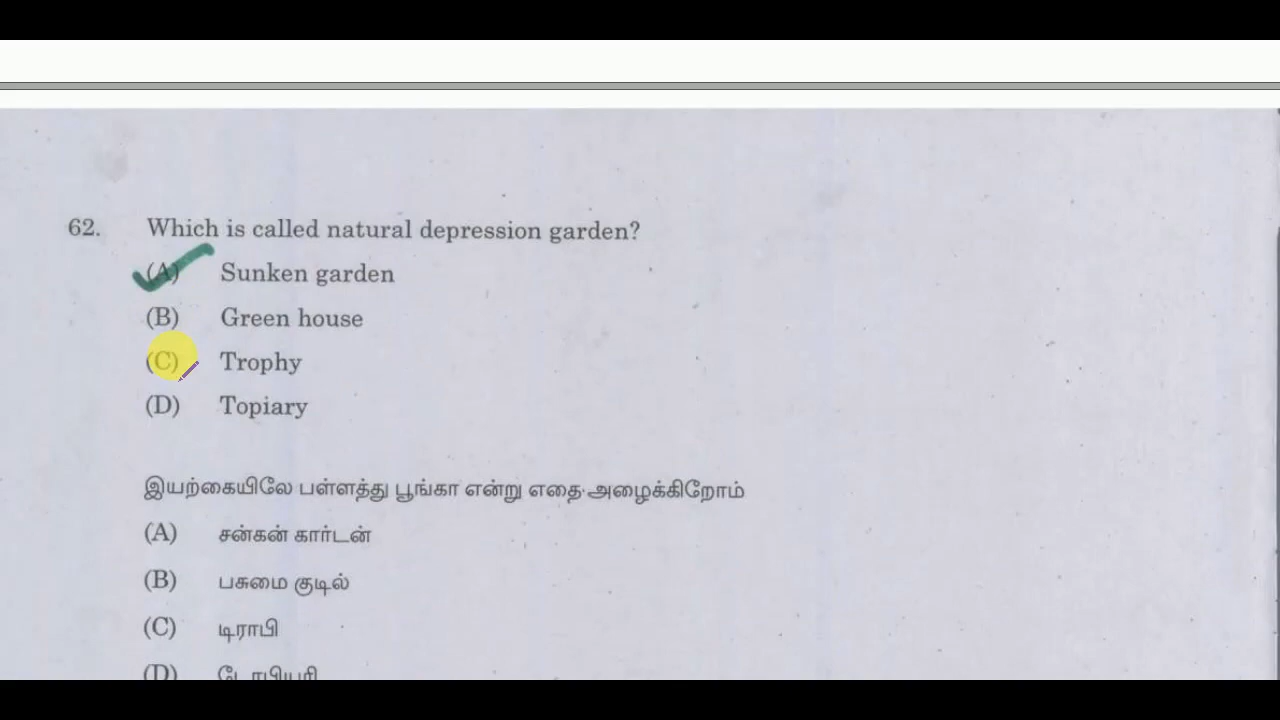 62. Which is called natural depression garden?
(A) Sunken garden
(B) Green house
(C) Trophy
(D) Topiary
இயற்கையிலே பள்ளத்து பூங்கா என்று எதை அழைக்கிறோம்
(A) சன்கன் கார்டன்
(B) பசுமை குடில்
(C) டிராபி
(D) டோபியரி